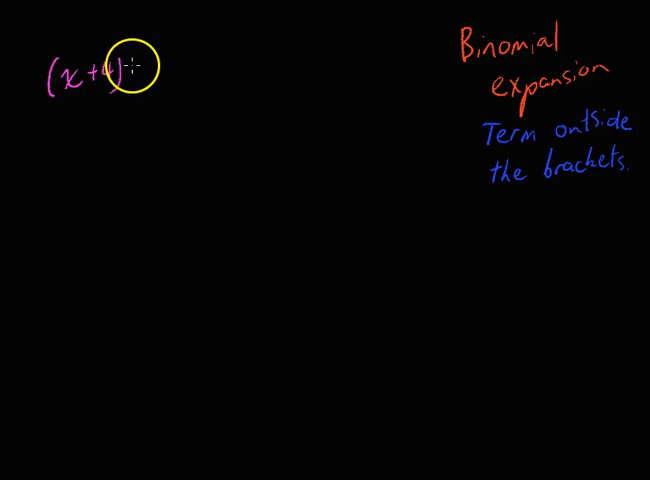 (x+4)
Binomial
expansion
Term outside
the brackets.